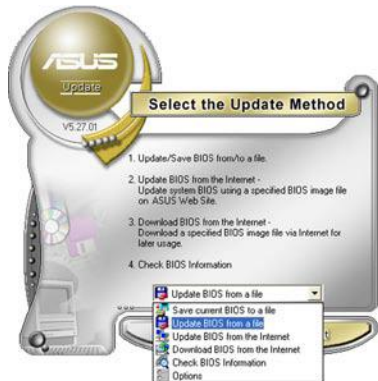 ASUS
Update
V5.27.01
Select the Update Method
1. Update/Save BIOS from/to a file.
2. Update BIOS from the Internet -
Update system BIOS using a specified BIOS image file
on ASUS Web Site.
3. Download BIOS from the Internet -
Download a specified BIOS image file via Internet for
later usage.
4. Check BIOS Information
Update BIOS from a file
Save current BIOS to a file
Update BIOS from a file
Update BIOS from the Internet
Download BIOS from the Internet
Check BIOS Information
Options